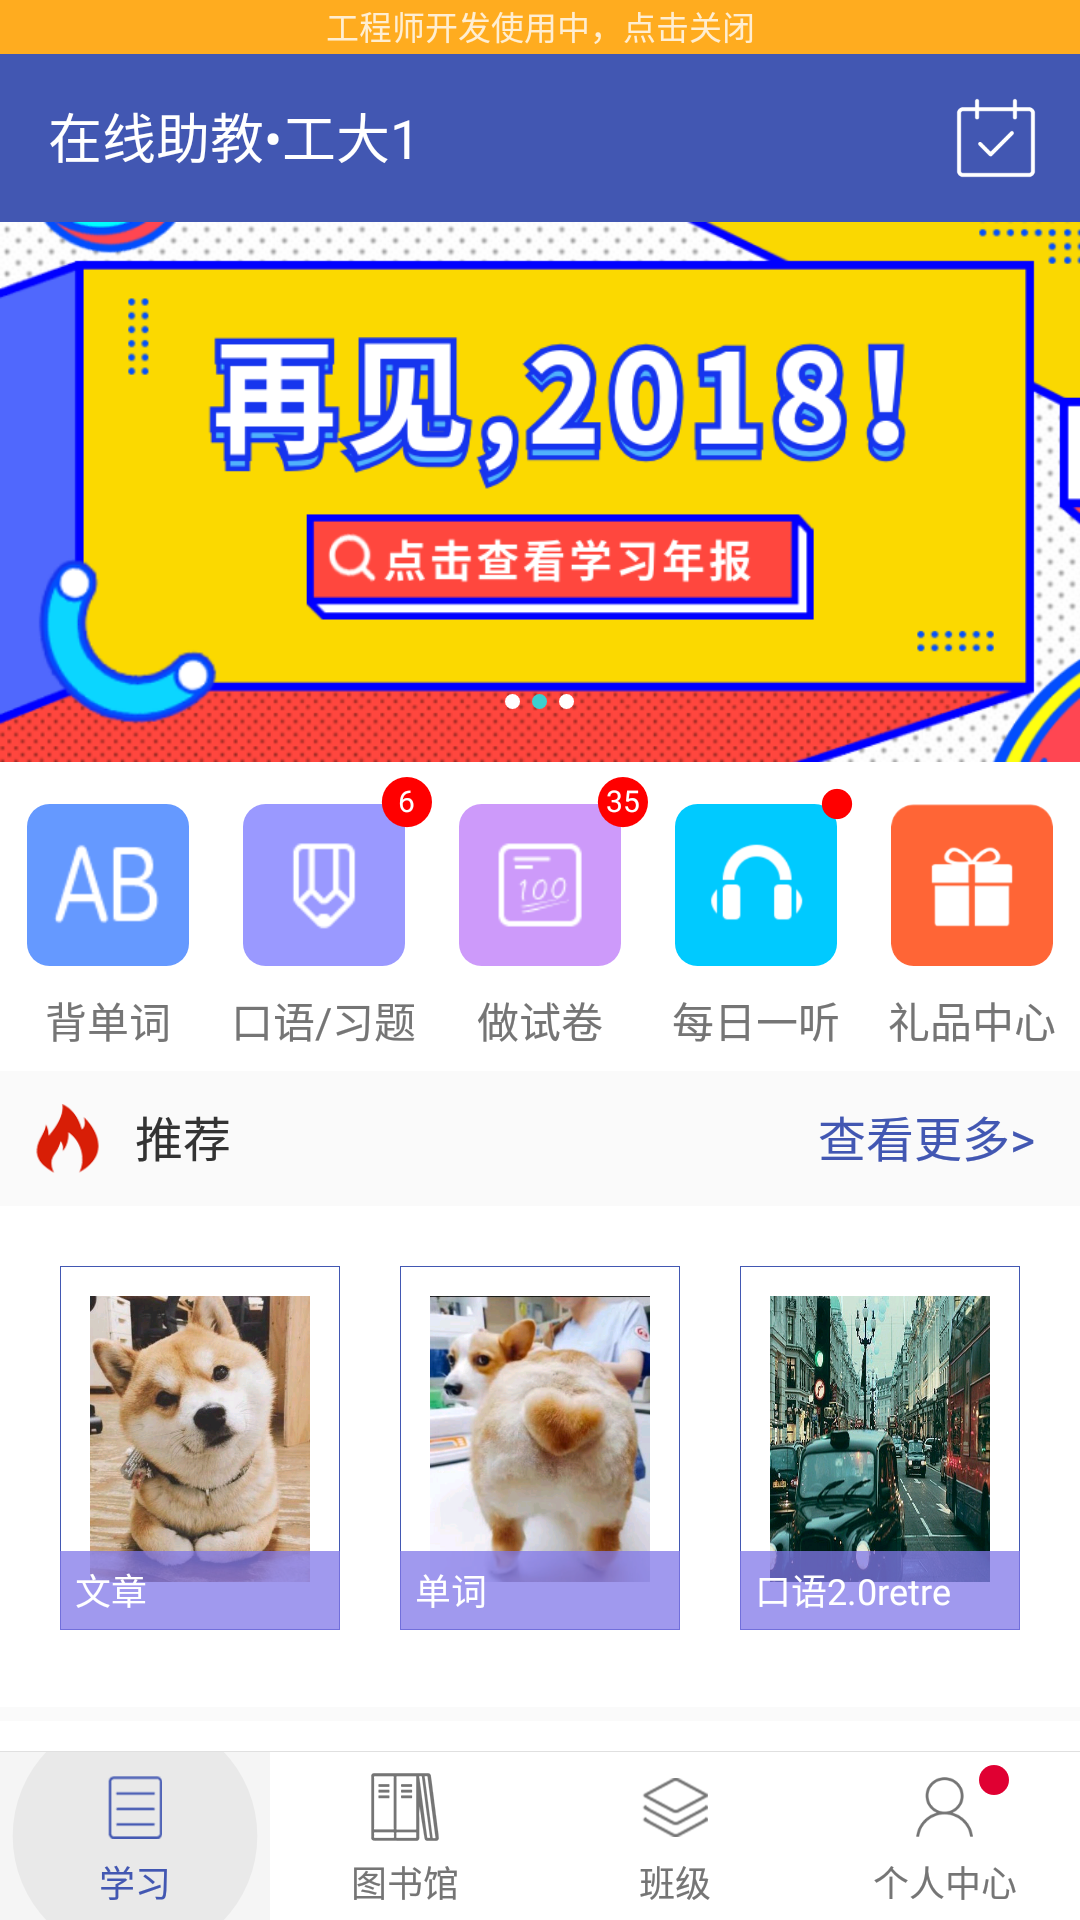 工程师开发使用中，点击关闭
在线助教•工大1
再见,2018!
点击查看学习年报
AB
6
100
35
背单词
口语/习题
做试卷
每日一听
礼品中心
推荐
查看更多>
文章
单词
口语2.0retre
学习
图书馆
班级
个人中心